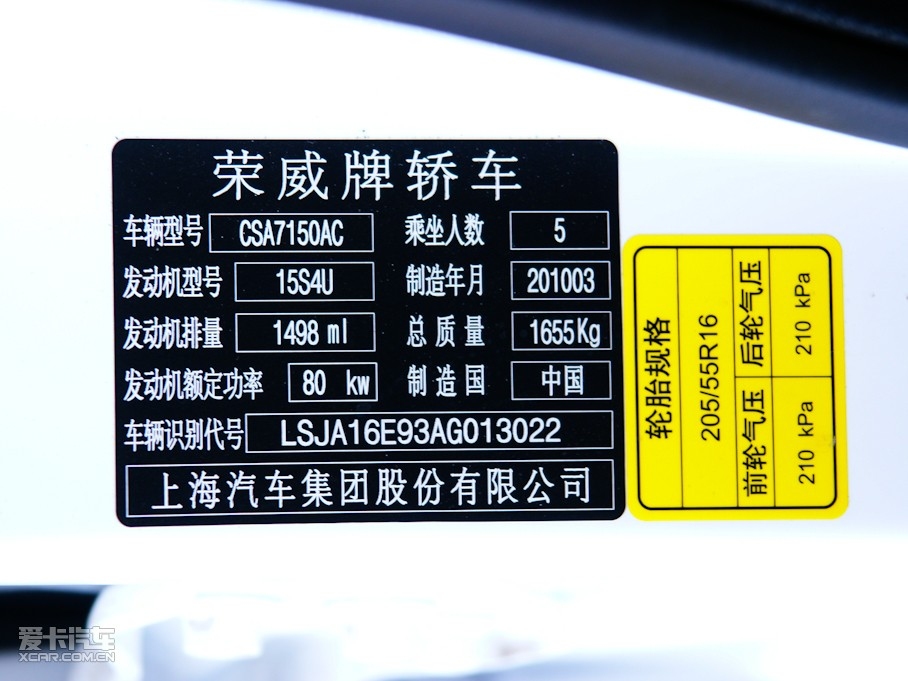 荣威牌轿车
车辆型号 CSA7150AC 乘坐人数 5
发动机型号 15S4U 制造年月 201003
发动机排量 1498 ml 总质量 1655Kg
发动机额定功率 80 kw 制造国 中国
车辆识别代号 LSJA16E93AG013022
上海汽车集团股份有限公司
轮胎规格
205/55R16
前轮气压 后轮气压
210 kPa 210 kPa
爱卡汽车
XCAR.COM.CN